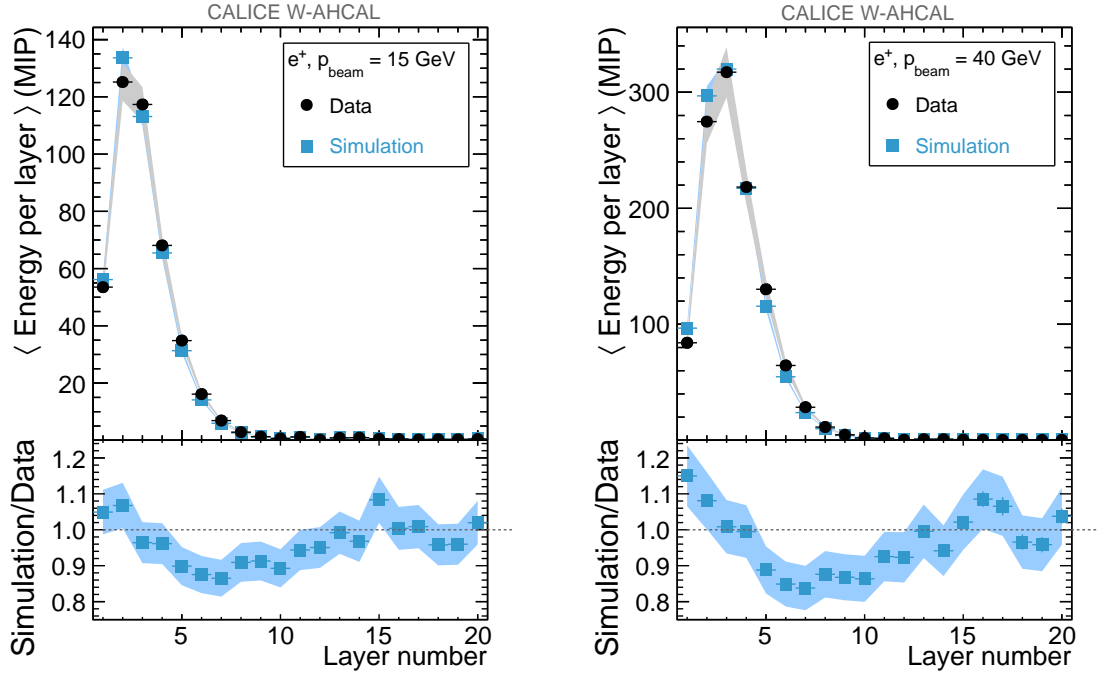 CALICE W-AHCAL
⟨ Energy per layer ⟩ (MIP)
140
120
100
80
60
40
20
e⁺, p_beam = 15 GeV
Data
Simulation
Simulation/Data
1.2
1.1
1.0
0.9
0.8
5 10 15 20
Layer number
CALICE W-AHCAL
⟨ Energy per layer ⟩ (MIP)
300
200
100
e⁺, p_beam = 40 GeV
Data
Simulation
Simulation/Data
1.2
1.1
1.0
0.9
0.8
5 10 15 20
Layer number